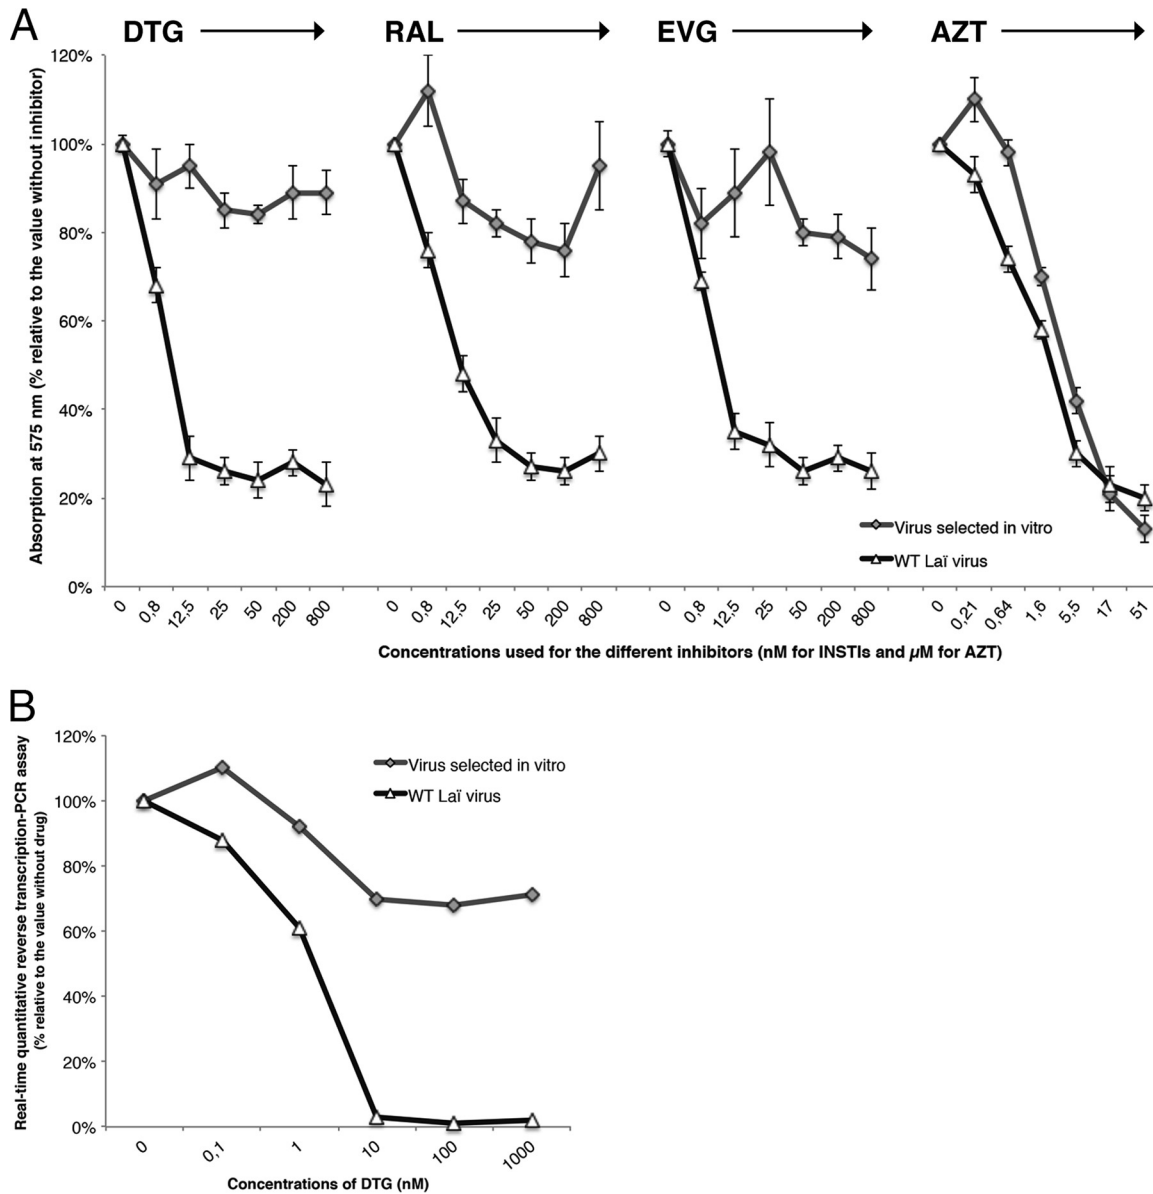 A
DTG RAL EVG AZT
Absorption at 575 nm (% relative to the value without inhibitor)
120%
100%
80%
60%
40%
20%
0%
Virus selected in vitro
WT Laï virus
0 0,8 12,5 25 50 200 800 0 0,8 12,5 25 50 200 800 0 0,8 12,5 25 50 200 800 0 0,21 0,64 1,6 5,5 17 51
Concentrations used for the different inhibitors (nM for INSTIs and µM for AZT)
B
Real-time quantitative reverse transcription-PCR assay
(% relative to the value without drug)
120%
100%
80%
60%
40%
20%
0%
Virus selected in vitro
WT Laï virus
0 0,1 1 10 100 1000
Concentrations of DTG (nM)